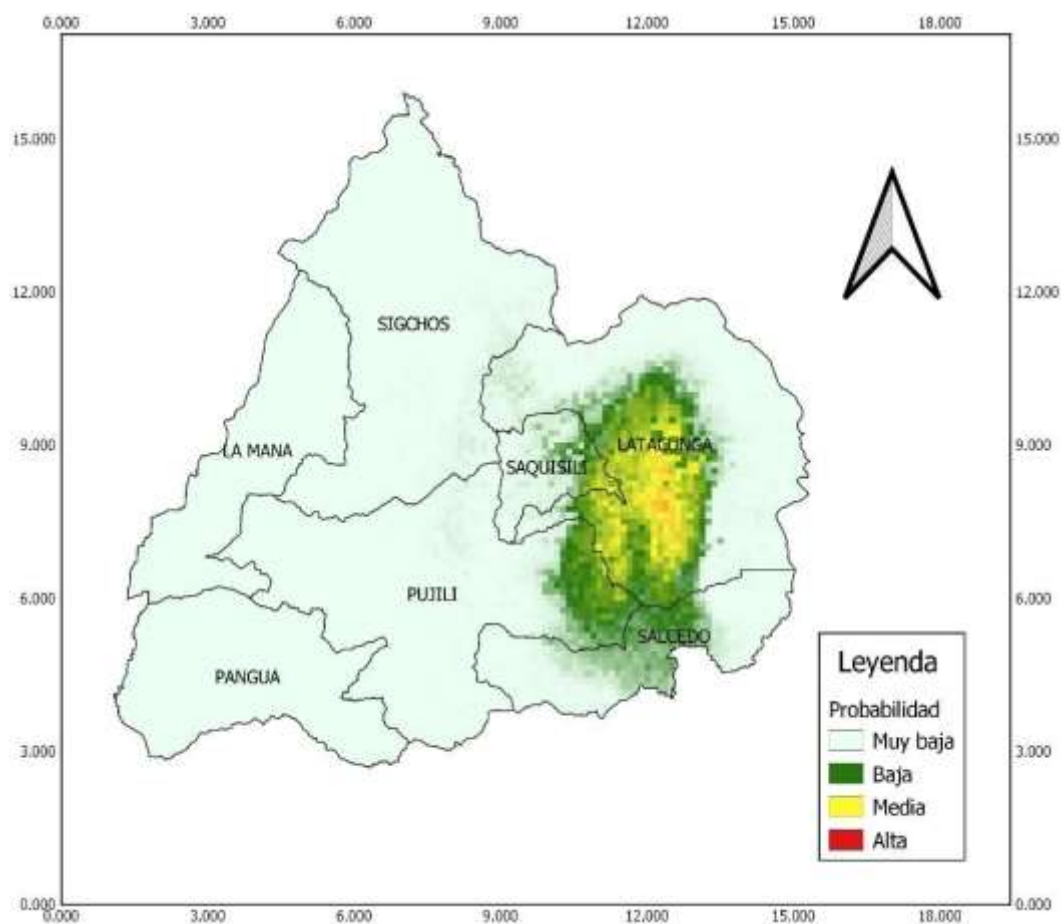 0.000 3.000 6.000 9.000 12.000 15.000 18.000
15.000 15.000
12.000 12.000
SIGCHOS
LA MANA 9.000 9.000
LATACUNGA
SAQUISILI
PUJILI
6.000 6.000
SALCEDO
PANGUA
Leyenda
Probabilidad
Muy baja
3.000 3.000
Baja
Media
Alta
0.000 0.000
0.000 3.000 6.000 9.000 12.000 15.000 18.000